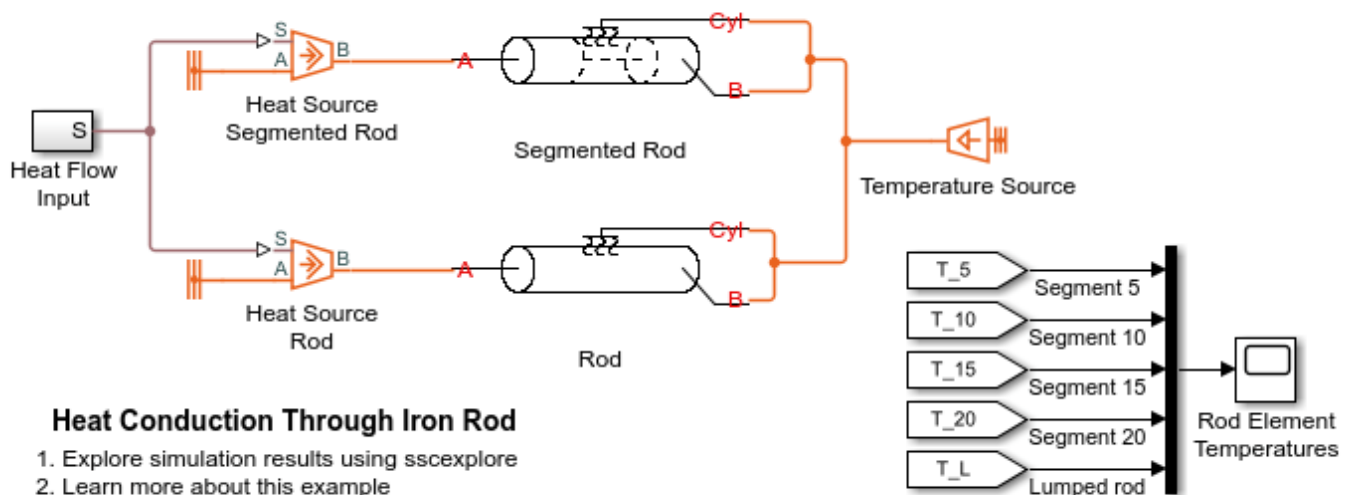 S
Heat Flow
Input
S
A
B
Heat Source
Segmented Rod
A
Cyl
B
Segmented Rod
Temperature Source
S
A
B
Heat Source
Rod
A
Cyl
B
Rod
T_5
Segment 5
T_10
Segment 10
T_15
Segment 15
T_20
Segment 20
T_L
Lumped rod
Rod Element
Temperatures
Heat Conduction Through Iron Rod
1. Explore simulation results using sscexplore
2. Learn more about this example